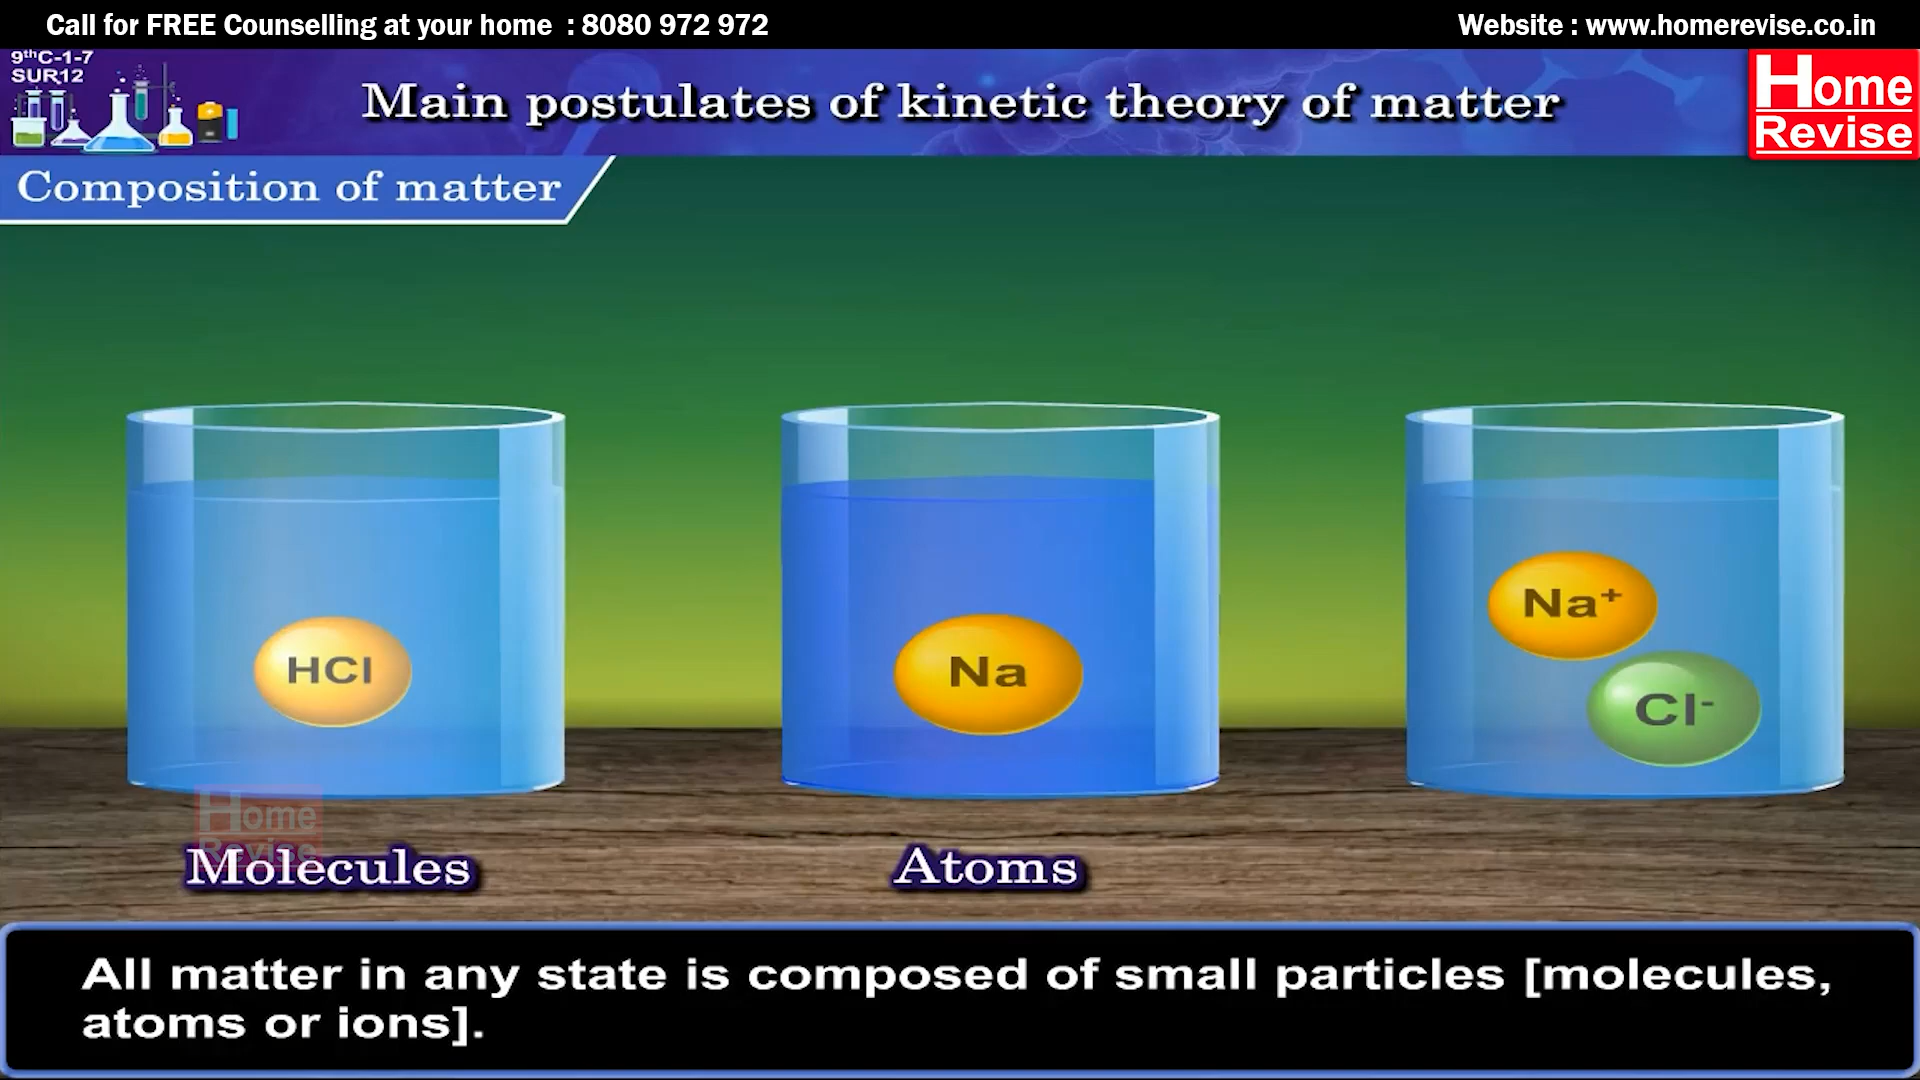 Call for FREE Counselling at your home : 8080 972 972
Website : www.homerevise.co.in
9thC-1-7
SUR12
Main postulates of kinetic theory of matter
Home
Revise
Composition of matter
HCl
Na
Na⁺
Cl⁻
Home
Revise
Molecules
Atoms
All matter in any state is composed of small particles [molecules,
atoms or ions].